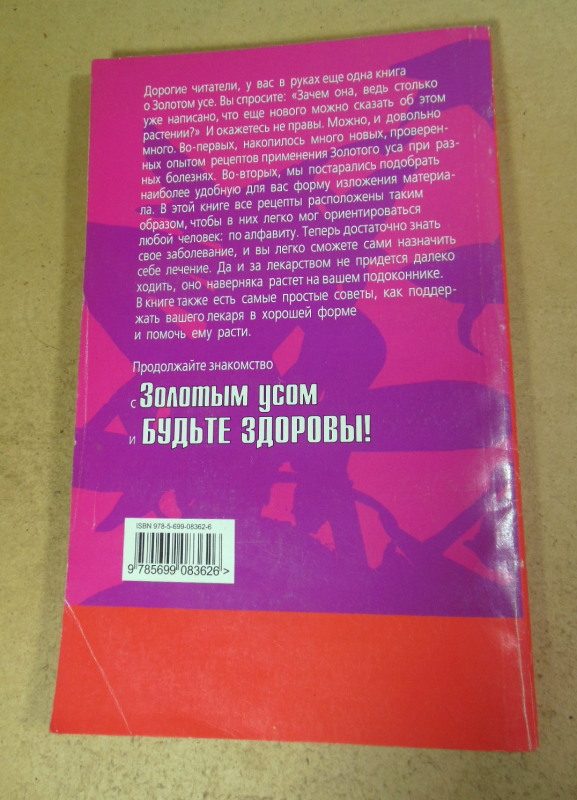 Дорогие читатели, у вас в руках еще одна книга
о Золотом усе. Вы спросите: «Зачем она, ведь столько
уже написано, что еще нового можно сказать об этом
растении?» И окажетесь не правы. Можно, и довольно
много. Во-первых, накопилось много новых, проверен-
ных опытом рецептов применения Золотого уса при раз-
ных болезнях. Во-вторых, мы постарались подобрать
наиболее удобную для вас форму изложения материа-
ла. В этой книге все рецепты расположены таким
образом, чтобы в них легко мог ориентироваться
любой человек: по алфавиту. Теперь достаточно знать
свое заболевание, и вы легко сможете сами назначить
себе лечение. Да и за лекарством не придется далеко
ходить, оно наверняка растет на вашем подоконнике.
В книге также есть самые простые советы, как поддер-
жать вашего лекаря в хорошей форме
и помочь ему расти.
Продолжайте знакомство
с Золотым усом
и БУДЬТЕ ЗДОРОВЫ!
ISBN 978-5-699-08362-6
9 785699 083626 >